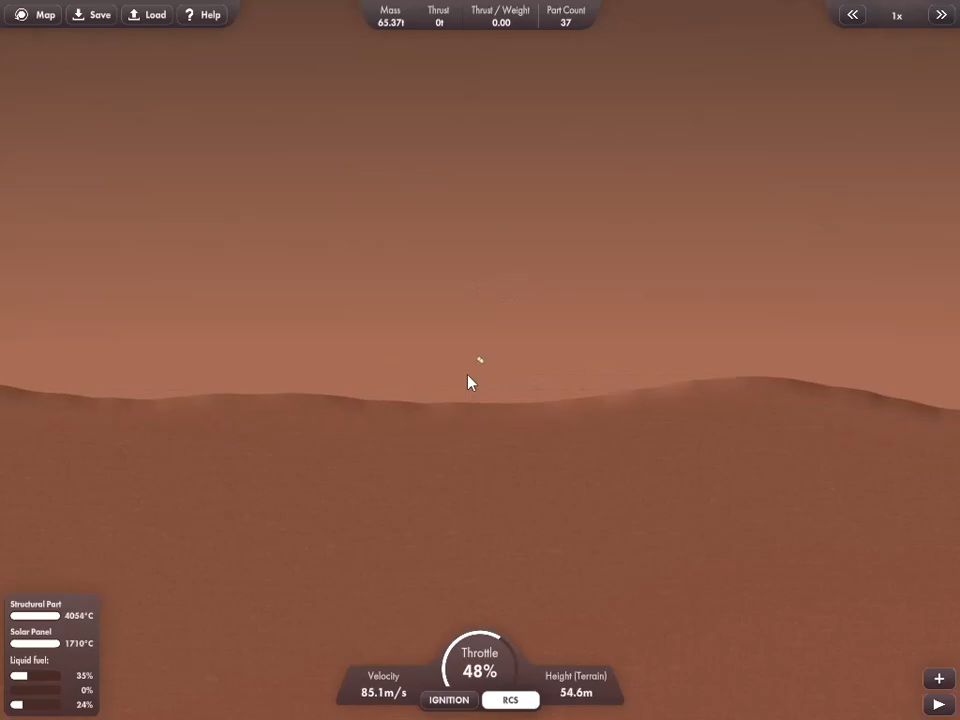 Map
Save
Load
? Help
Mass
65.37t
Thrust
0t
Thrust / Weight
0.00
Part Count
37
1x
Structural Part
4054°C
Solar Panel
1710°C
Liquid fuel:
35%
0%
24%
Throttle
48%
Velocity
85.1m/s
Height (Terrain)
54.6m
IGNITION
RCS